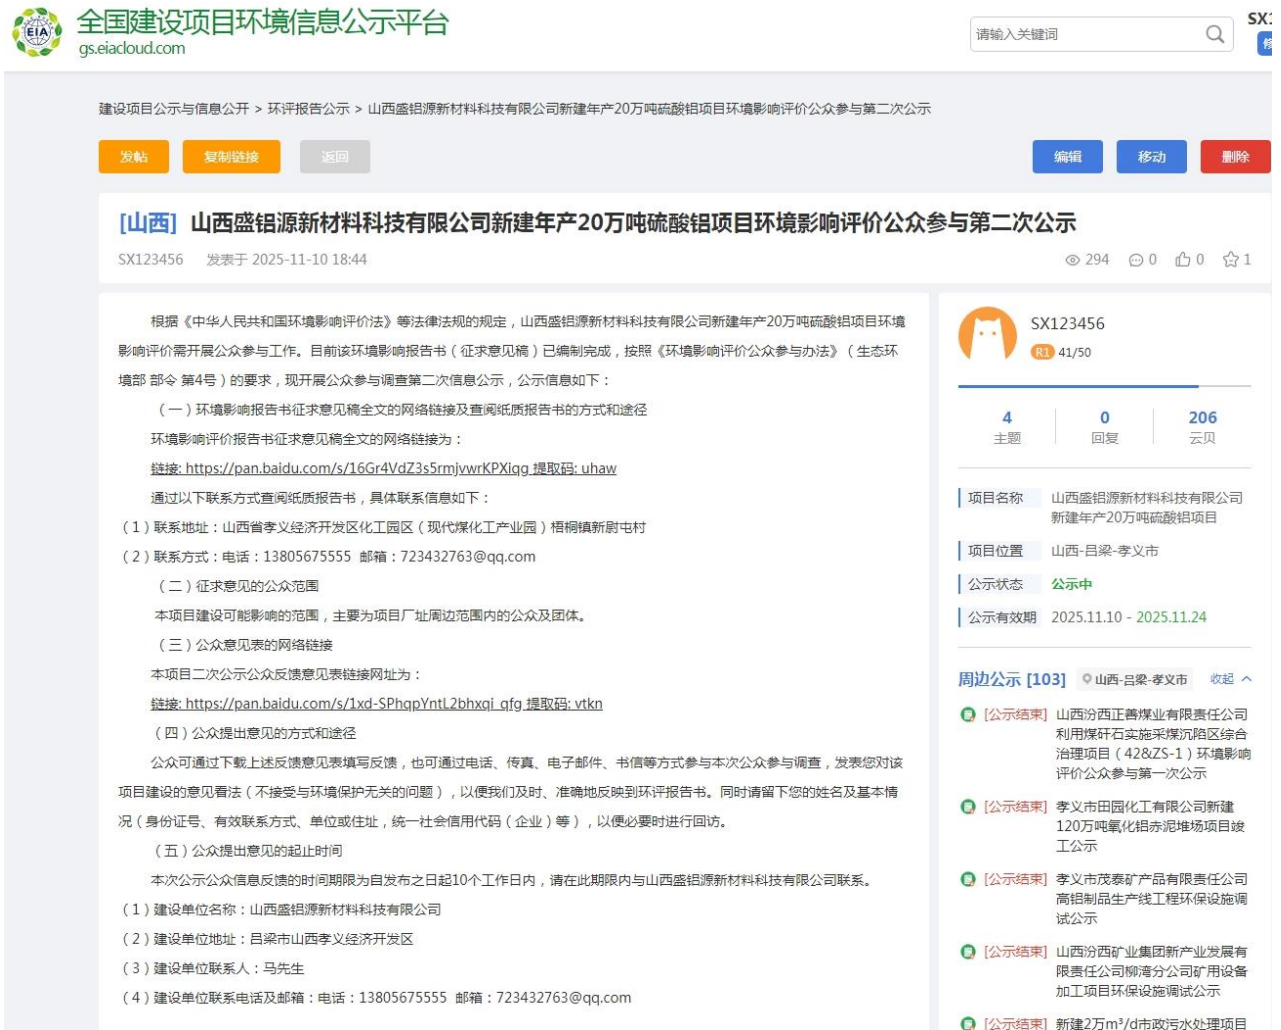 全国建设项目环境信息公示平台
gs.eiacloud.com
EIA
请输入关键词
建设项目公示与信息公开 > 环评报告公示 > 山西盛铝源新材料科技有限公司新建年产20万吨硫酸铝项目环境影响评价公众参与第二次公示
发帖 复制链接 返回 编辑 移动 删除
[山西] 山西盛铝源新材料科技有限公司新建年产20万吨硫酸铝项目环境影响评价公众参与第二次公示
SX123456 发表于 2025-11-10 18:44 294 0 0 1
根据《中华人民共和国环境影响评价法》等法律法规的规定，山西盛铝源新材料科技有限公司新建年产20万吨硫酸铝项目环境
影响评价需开展公众参与工作。目前该环境影响报告书（征求意见稿）已编制完成，按照《环境影响评价公众参与办法》（生态环
境部 部令 第4号）的要求，现开展公众参与调查第二次信息公示，公示信息如下：
（一）环境影响报告书征求意见稿全文的网络链接及查阅纸质报告书的方式和途径
环境影响评价报告书征求意见稿全文的网络链接为：
链接: https://pan.baidu.com/s/16Gr4VdZ3s5rmjvwrKPXiqg 提取码: uhaw
通过以下联系方式查阅纸质报告书，具体联系信息如下：
（1）联系地址：山西省孝义经济开发区化工园区（现代煤化工产业园）梧桐镇新尉屯村
（2）联系方式：电话：13805675555 邮箱：723432763@qq.com
（二）征求意见的公众范围
本项目建设可能影响的范围，主要为项目厂址周边范围内的公众及团体。
（三）公众意见表的网络链接
本项目二次公示公众反馈意见表链接网址为：
链接: https://pan.baidu.com/s/1xd-SPhqpYntL2bhxqi_qfg 提取码: vtkn
（四）公众提出意见的方式和途径
公众可通过下载上述反馈意见表填写反馈，也可通过电话、传真、电子邮件、书信等方式参与本次公众参与调查，发表您对该
项目建设的意见看法（不接受与环境保护无关的问题），以便我们及时、准确地反映到环评报告书。同时请留下您的姓名及基本情
况（身份证号、有效联系方式、单位或住址，统一社会信用代码（企业）等），以便必要时进行回访。
（五）公众提出意见的起止时间
本次公示公众信息反馈的时间期限为自发布之日起10个工作日内，请在此期限内与山西盛铝源新材料科技有限公司联系。
（1）建设单位名称：山西盛铝源新材料科技有限公司
（2）建设单位地址：吕梁市山西孝义经济开发区
（3）建设单位联系人：马先生
（4）建设单位联系电话及邮箱：电话：13805675555 邮箱：723432763@qq.com
SX123456
R1 41/50
4 0 206
主题 回复 云贝
项目名称 山西盛铝源新材料科技有限公司
新建年产20万吨硫酸铝项目
项目位置 山西-吕梁-孝义市
公示状态 公示中
公示有效期 2025.11.10 - 2025.11.24
周边公示 [103] 山西-吕梁-孝义市 收起
[公示结束] 山西汾西正善煤业有限责任公司
利用煤矸石实施采煤沉陷区综合
治理项目（42&ZS-1）环境影响
评价公众参与第一次公示
[公示结束] 孝义市田园化工有限公司新建
120万吨氧化铝赤泥堆场项目竣
工公示
[公示结束] 孝义市茂泰矿产品有限责任公司
高铝制品生产线工程环保设施调
试公示
[公示结束] 山西汾西矿业集团新产业发展有
限责任公司柳湾分公司矿用设备
加工项目环保设施调试公示
[公示结束] 新建2万m³/d市政污水处理项目